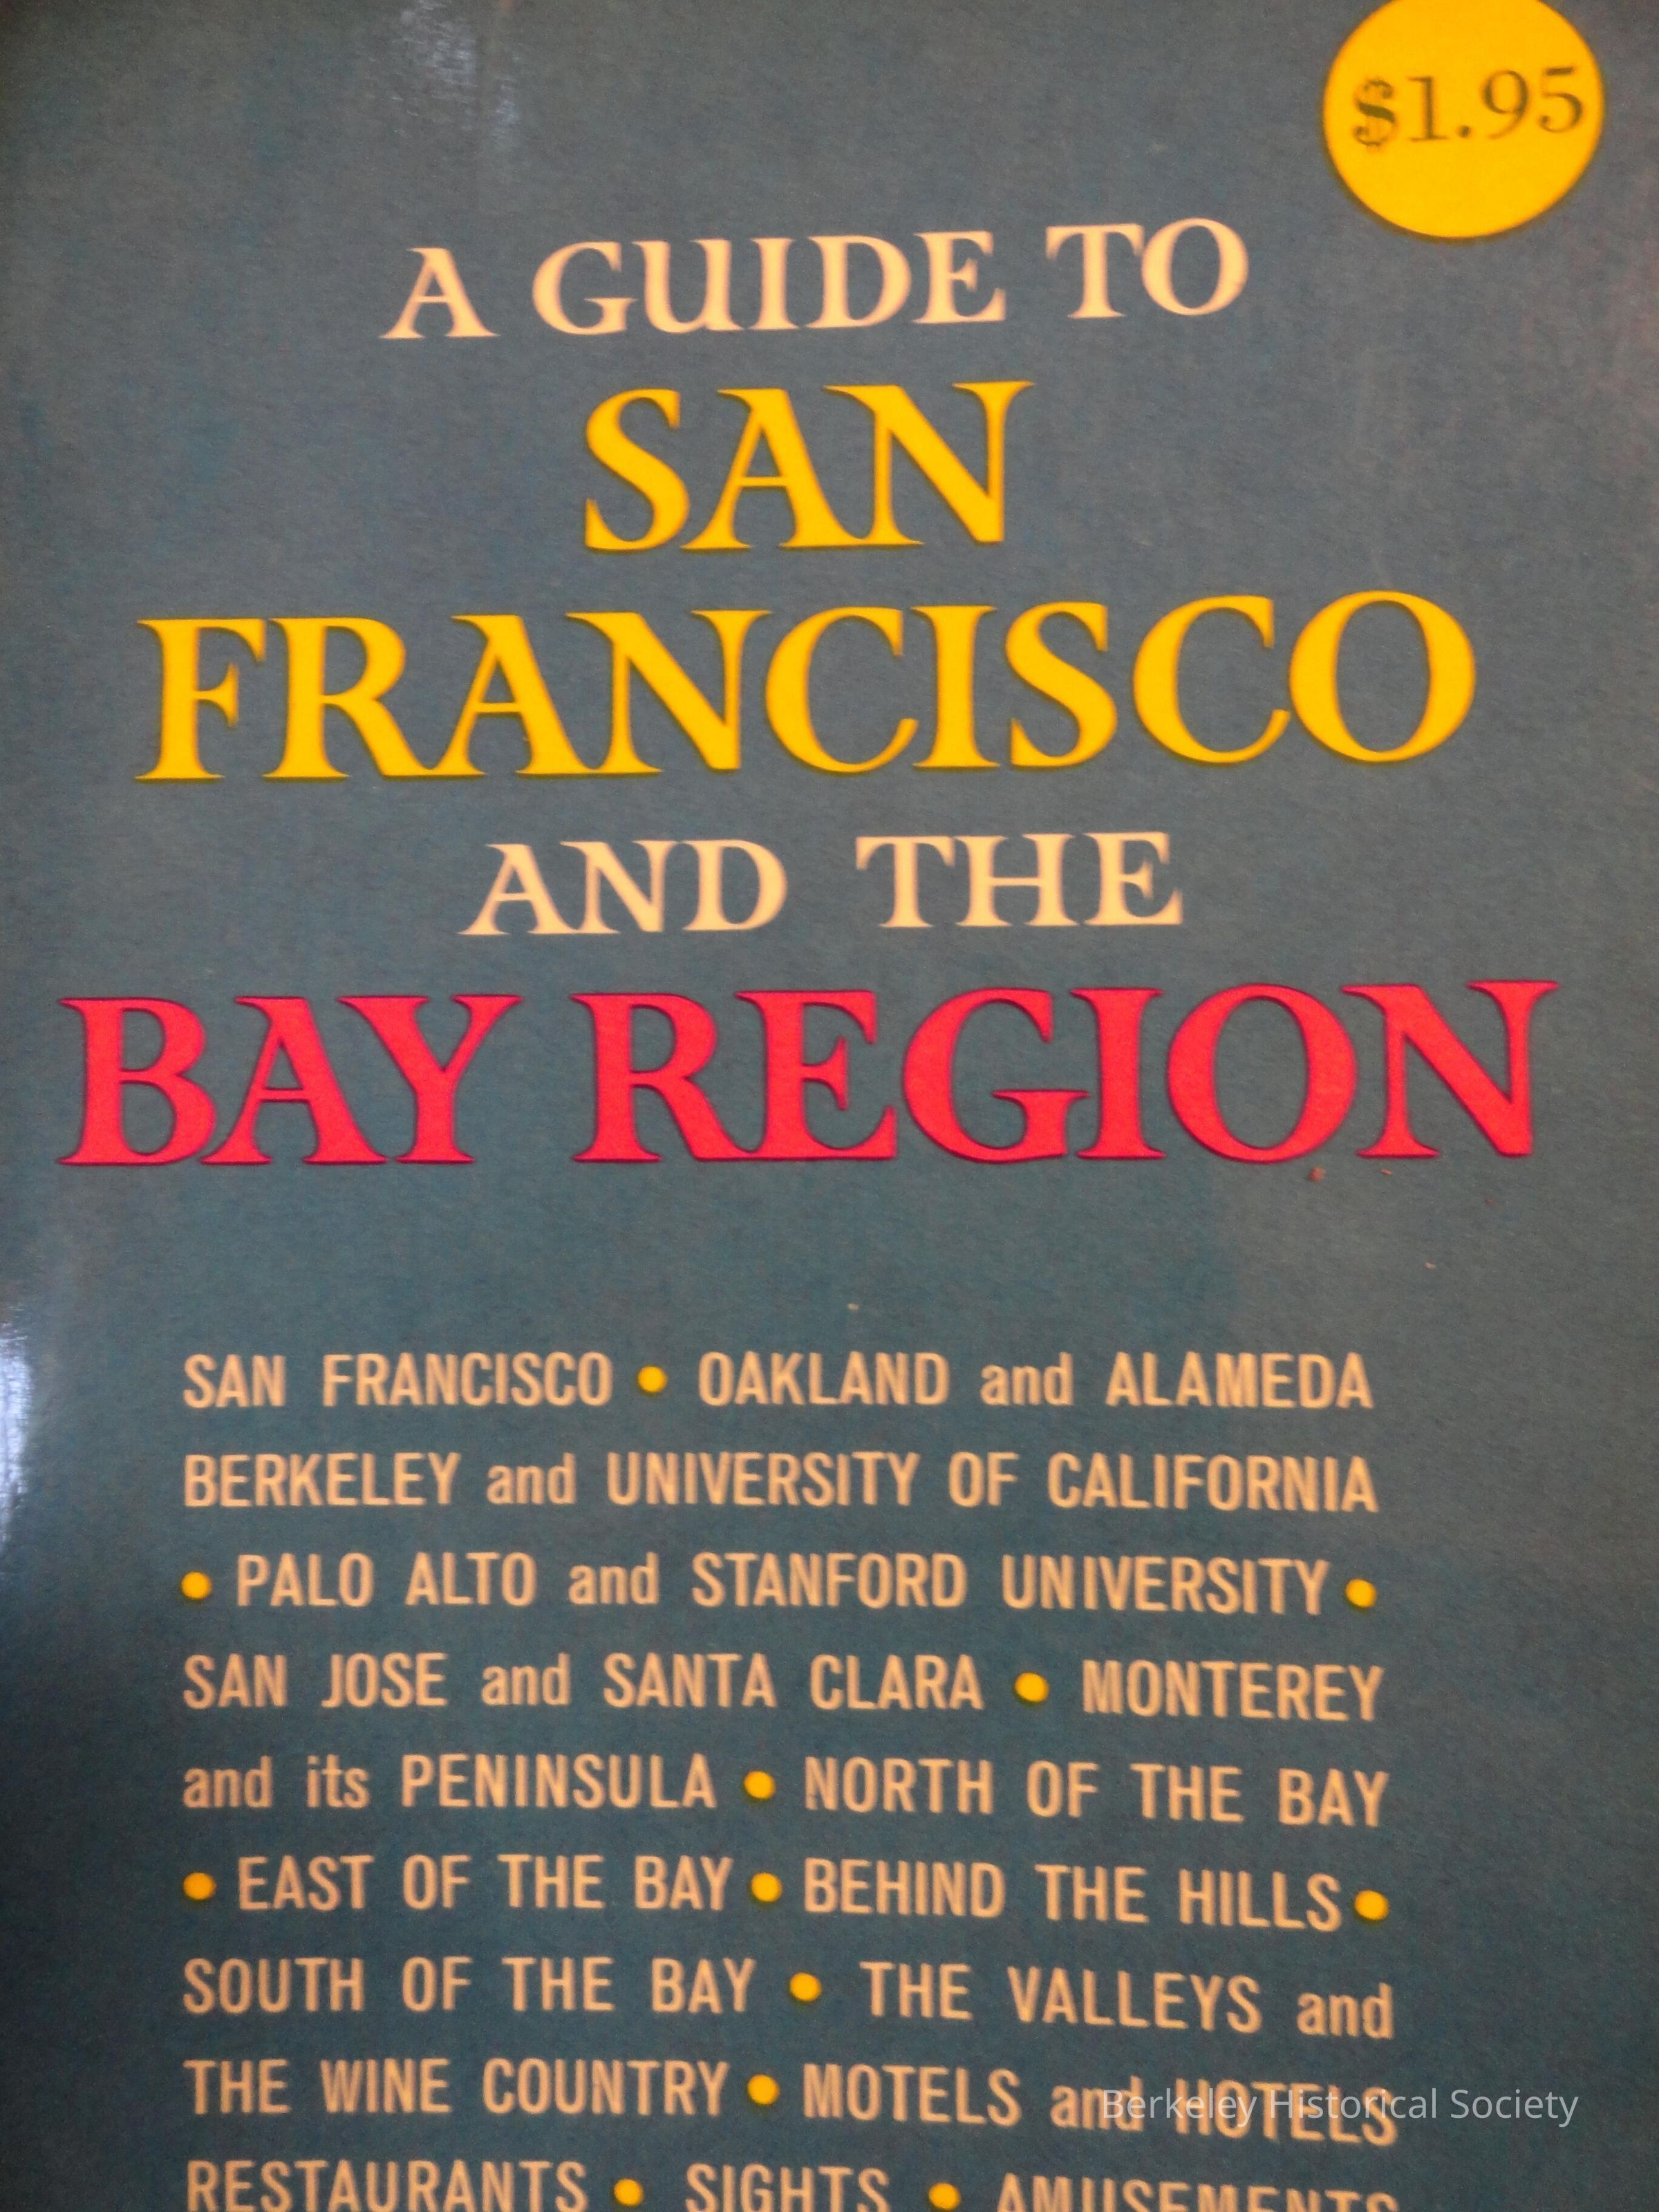 $1.95
A GUIDE TO
SAN
FRANCISCO
AND THE
BAY REGION
SAN FRANCISCO • OAKLAND and ALAMEDA
BERKELEY and UNIVERSITY OF CALIFORNIA
• PALO ALTO and STANFORD UNIVERSITY •
SAN JOSE and SANTA CLARA • MONTEREY
and its PENINSULA • NORTH OF THE BAY
• EAST OF THE BAY • BEHIND THE HILLS •
SOUTH OF THE BAY • THE VALLEYS and
THE WINE COUNTRY • MOTELS and HOTELS
Berkeley Historical Society
RESTAURANTS • SIGHTS • AMUSEMENTS